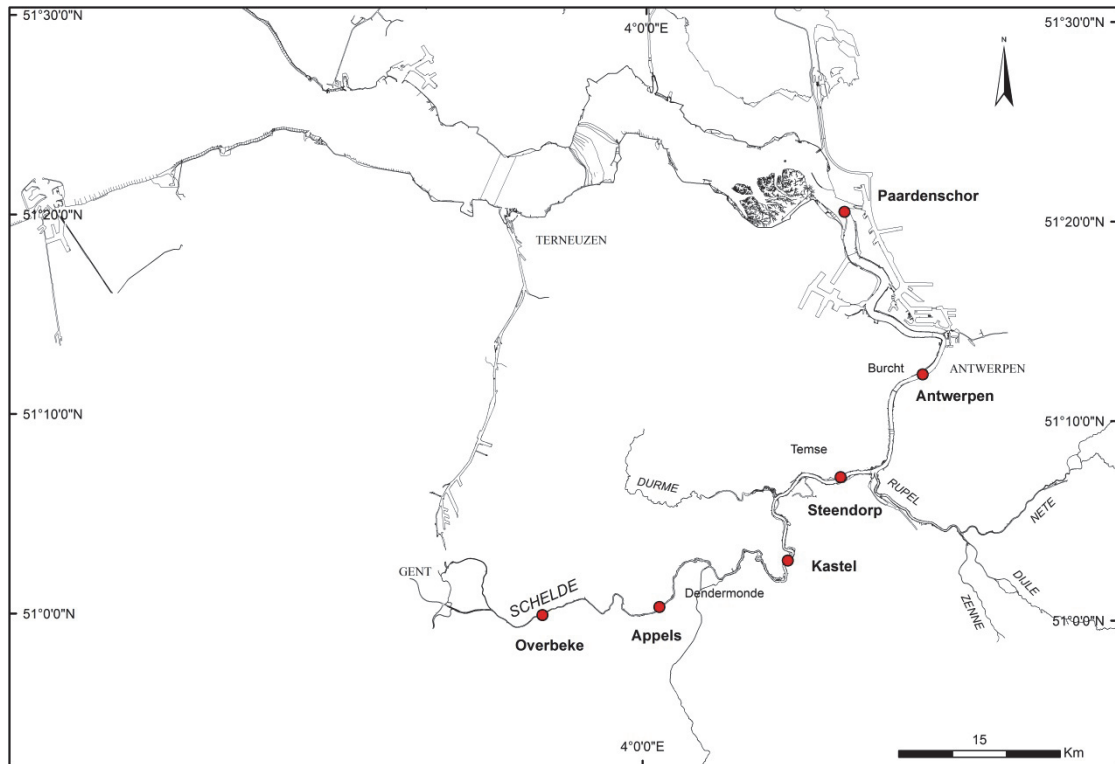 51°30'0"N
4°0'0"E
51°30'0"N
N
Paardenschor
51°20'0"N
51°20'0"N
TERNEUZEN
Burcht
ANTWERPEN
Antwerpen
51°10'0"N
51°10'0"N
Temse
DURME
RUPEL
NETE
Steendorp
Kastel
GENT
SCHELDE
Dendermonde
DIJLE
ZENNE
51°0'0"N
51°0'0"N
Overbeke
Appels
4°0'0"E
15
Km